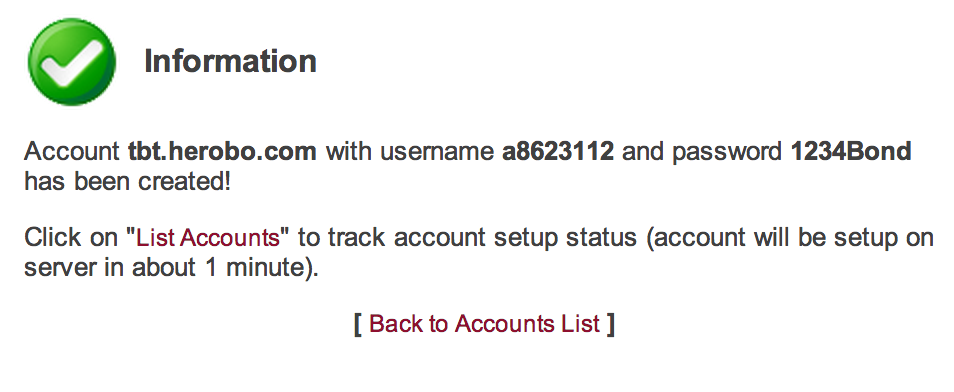 Information
Account tbt.herobo.com with username a8623112 and password 1234Bond
has been created!
Click on "List Accounts" to track account setup status (account will be setup on
server in about 1 minute).
[ Back to Accounts List ]